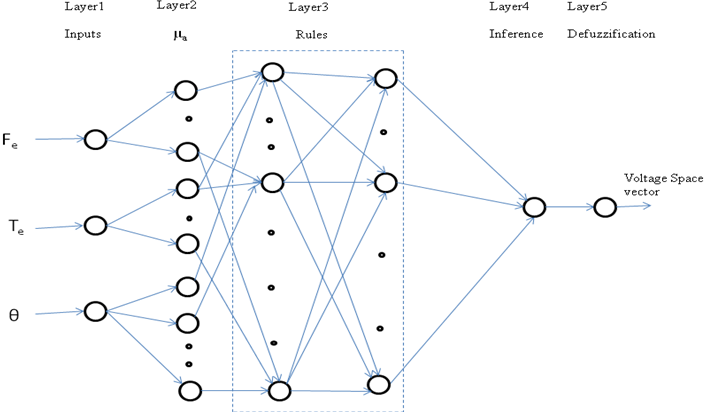 Layer1 Layer2 Layer3 Layer4 Layer5
Inputs μa Rules Inference Defuzzification
Fe
Te
θ
Voltage Space
vector